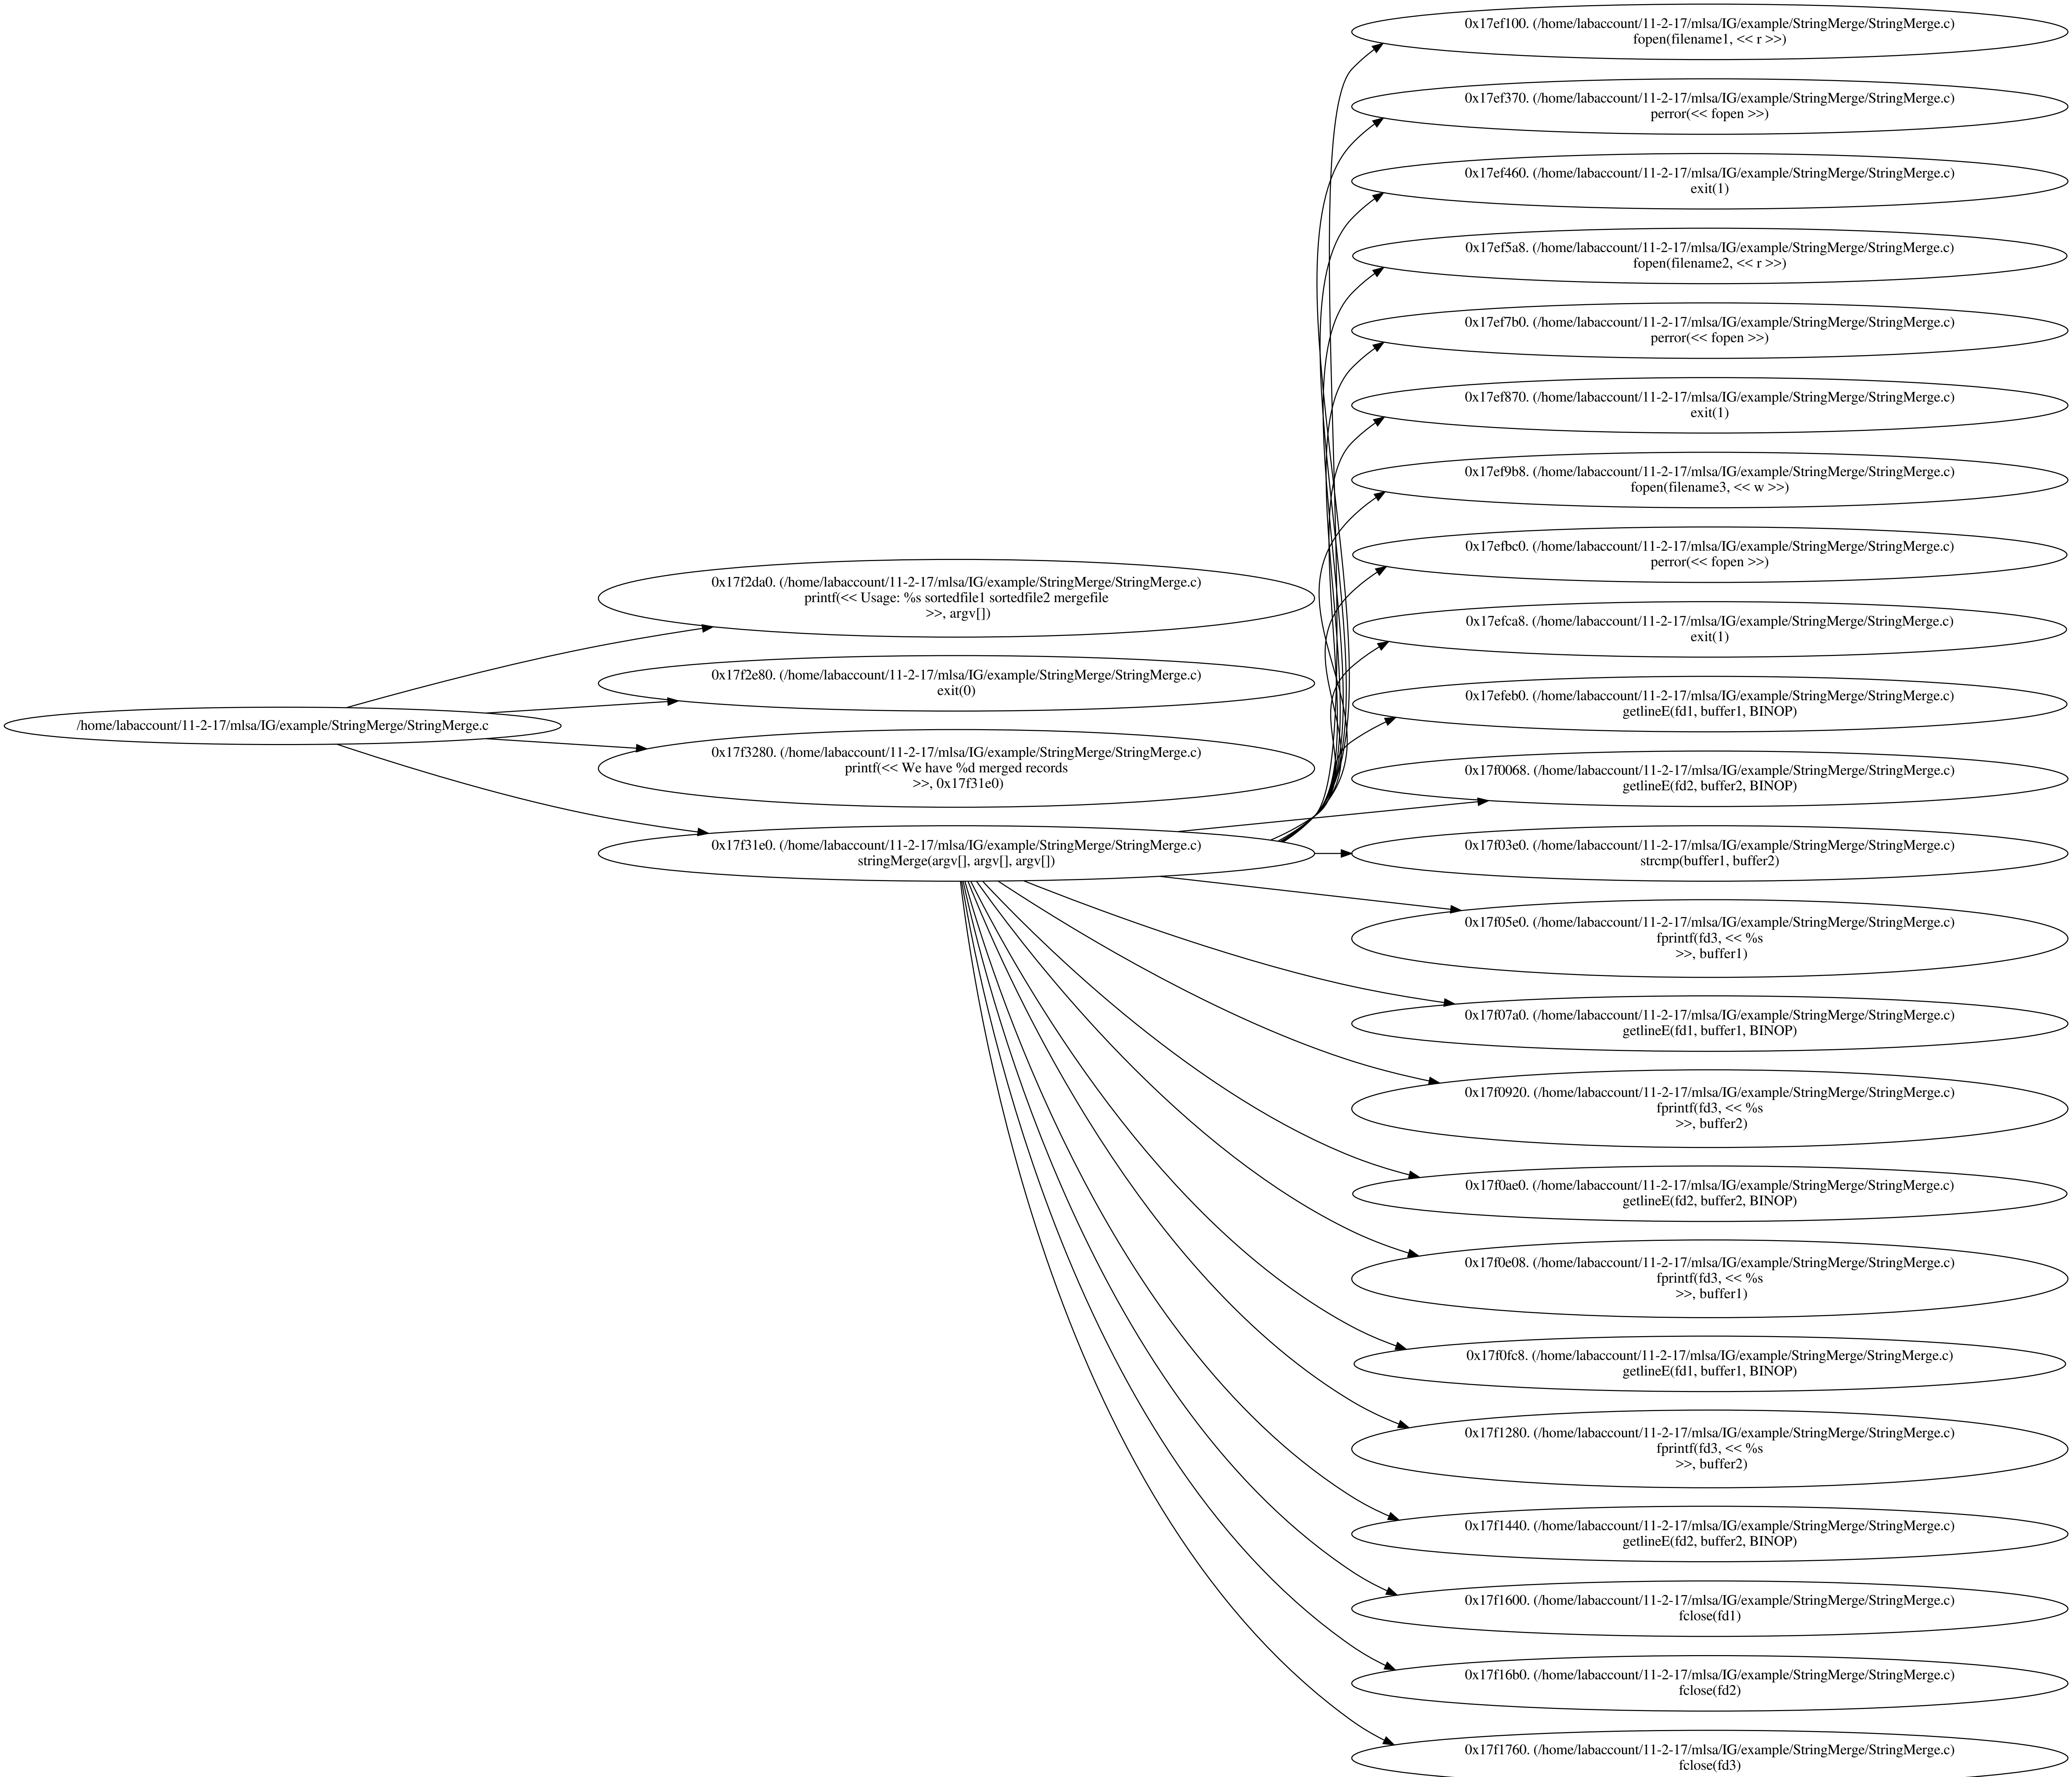 /home/labaccount/11-2-17/mlsa/IG/example/StringMerge/StringMerge.c
0x17f2da0. (/home/labaccount/11-2-17/mlsa/IG/example/StringMerge/StringMerge.c)
printf(<< Usage: %s sortedfile1 sortedfile2 mergefile
>>, argv[])
0x17f2e80. (/home/labaccount/11-2-17/mlsa/IG/example/StringMerge/StringMerge.c)
exit(0)
0x17f3280. (/home/labaccount/11-2-17/mlsa/IG/example/StringMerge/StringMerge.c)
printf(<< We have %d merged records
>>, 0x17f31e0)
0x17f31e0. (/home/labaccount/11-2-17/mlsa/IG/example/StringMerge/StringMerge.c)
stringMerge(argv[], argv[], argv[])
0x17ef100. (/home/labaccount/11-2-17/mlsa/IG/example/StringMerge/StringMerge.c)
fopen(filename1, << r >>)
0x17ef370. (/home/labaccount/11-2-17/mlsa/IG/example/StringMerge/StringMerge.c)
perror(<< fopen >>)
0x17ef460. (/home/labaccount/11-2-17/mlsa/IG/example/StringMerge/StringMerge.c)
exit(1)
0x17ef5a8. (/home/labaccount/11-2-17/mlsa/IG/example/StringMerge/StringMerge.c)
fopen(filename2, << r >>)
0x17ef7b0. (/home/labaccount/11-2-17/mlsa/IG/example/StringMerge/StringMerge.c)
perror(<< fopen >>)
0x17ef870. (/home/labaccount/11-2-17/mlsa/IG/example/StringMerge/StringMerge.c)
exit(1)
0x17ef9b8. (/home/labaccount/11-2-17/mlsa/IG/example/StringMerge/StringMerge.c)
fopen(filename3, << w >>)
0x17efbc0. (/home/labaccount/11-2-17/mlsa/IG/example/StringMerge/StringMerge.c)
perror(<< fopen >>)
0x17efca8. (/home/labaccount/11-2-17/mlsa/IG/example/StringMerge/StringMerge.c)
exit(1)
0x17efeb0. (/home/labaccount/11-2-17/mlsa/IG/example/StringMerge/StringMerge.c)
getlineE(fd1, buffer1, BINOP)
0x17f0068. (/home/labaccount/11-2-17/mlsa/IG/example/StringMerge/StringMerge.c)
getlineE(fd2, buffer2, BINOP)
0x17f03e0. (/home/labaccount/11-2-17/mlsa/IG/example/StringMerge/StringMerge.c)
strcmp(buffer1, buffer2)
0x17f05e0. (/home/labaccount/11-2-17/mlsa/IG/example/StringMerge/StringMerge.c)
fprintf(fd3, << %s
>>, buffer1)
0x17f07a0. (/home/labaccount/11-2-17/mlsa/IG/example/StringMerge/StringMerge.c)
getlineE(fd1, buffer1, BINOP)
0x17f0920. (/home/labaccount/11-2-17/mlsa/IG/example/StringMerge/StringMerge.c)
fprintf(fd3, << %s
>>, buffer2)
0x17f0ae0. (/home/labaccount/11-2-17/mlsa/IG/example/StringMerge/StringMerge.c)
getlineE(fd2, buffer2, BINOP)
0x17f0e08. (/home/labaccount/11-2-17/mlsa/IG/example/StringMerge/StringMerge.c)
fprintf(fd3, << %s
>>, buffer1)
0x17f0fc8. (/home/labaccount/11-2-17/mlsa/IG/example/StringMerge/StringMerge.c)
getlineE(fd1, buffer1, BINOP)
0x17f1280. (/home/labaccount/11-2-17/mlsa/IG/example/StringMerge/StringMerge.c)
fprintf(fd3, << %s
>>, buffer2)
0x17f1440. (/home/labaccount/11-2-17/mlsa/IG/example/StringMerge/StringMerge.c)
getlineE(fd2, buffer2, BINOP)
0x17f1600. (/home/labaccount/11-2-17/mlsa/IG/example/StringMerge/StringMerge.c)
fclose(fd1)
0x17f16b0. (/home/labaccount/11-2-17/mlsa/IG/example/StringMerge/StringMerge.c)
fclose(fd2)
0x17f1760. (/home/labaccount/11-2-17/mlsa/IG/example/StringMerge/StringMerge.c)
fclose(fd3)